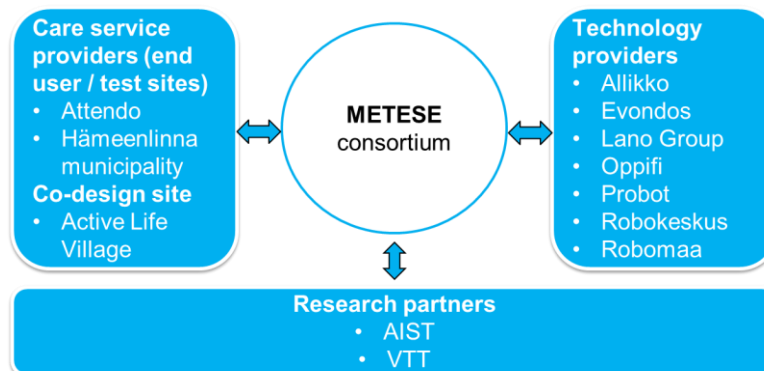 Care service
providers (end
user / test sites)
• Attendo
• Hämeenlinna
municipality
Co-design site
• Active Life
Village
METESE
consortium
Technology
providers
• Allikko
• Evondos
• Lano Group
• Oppifi
• Probot
• Robokeskus
• Robomaa
Research partners
• AIST
• VTT